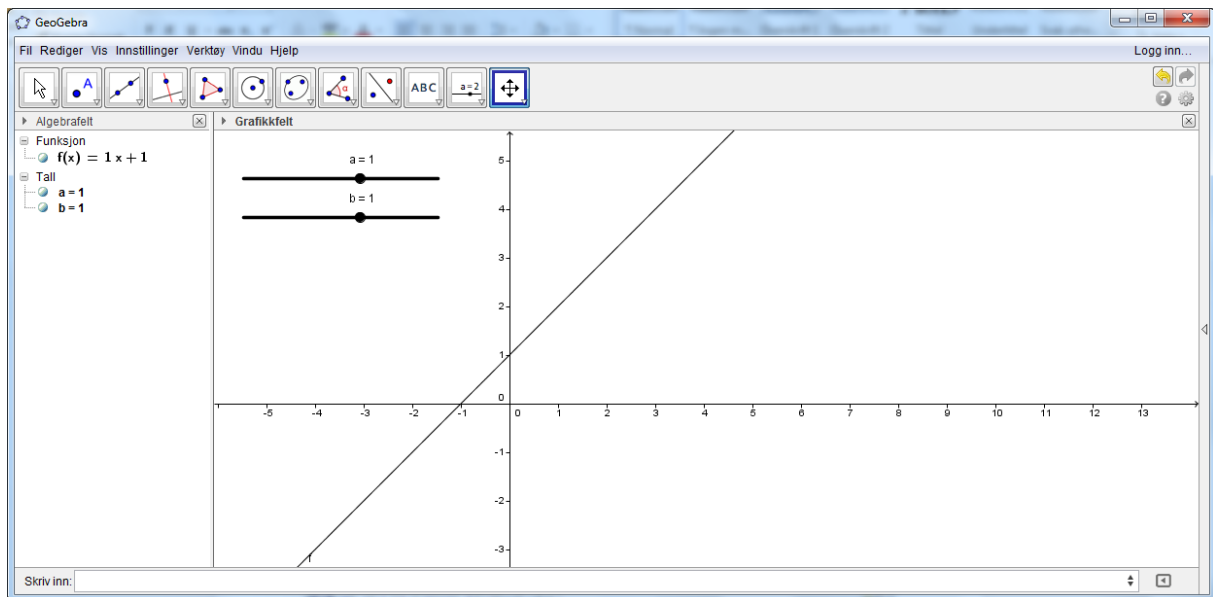 GeoGebra
Fil Rediger Vis Innstillinger Verktøy Vindu Hjelp
Logg inn...
A
α
ABC
a=2
Algebrafelt
Grafikkfelt
Funksjon
f(x) = 1 x + 1
Tall
a = 1
b = 1
a = 1
b = 1
5
4
3
2
1
0
-5 -4 -3 -2 -1 0 1 2 3 4 5 6 7 8 9 10 11 12 13
-1
-2
-3
f
Skriv inn: